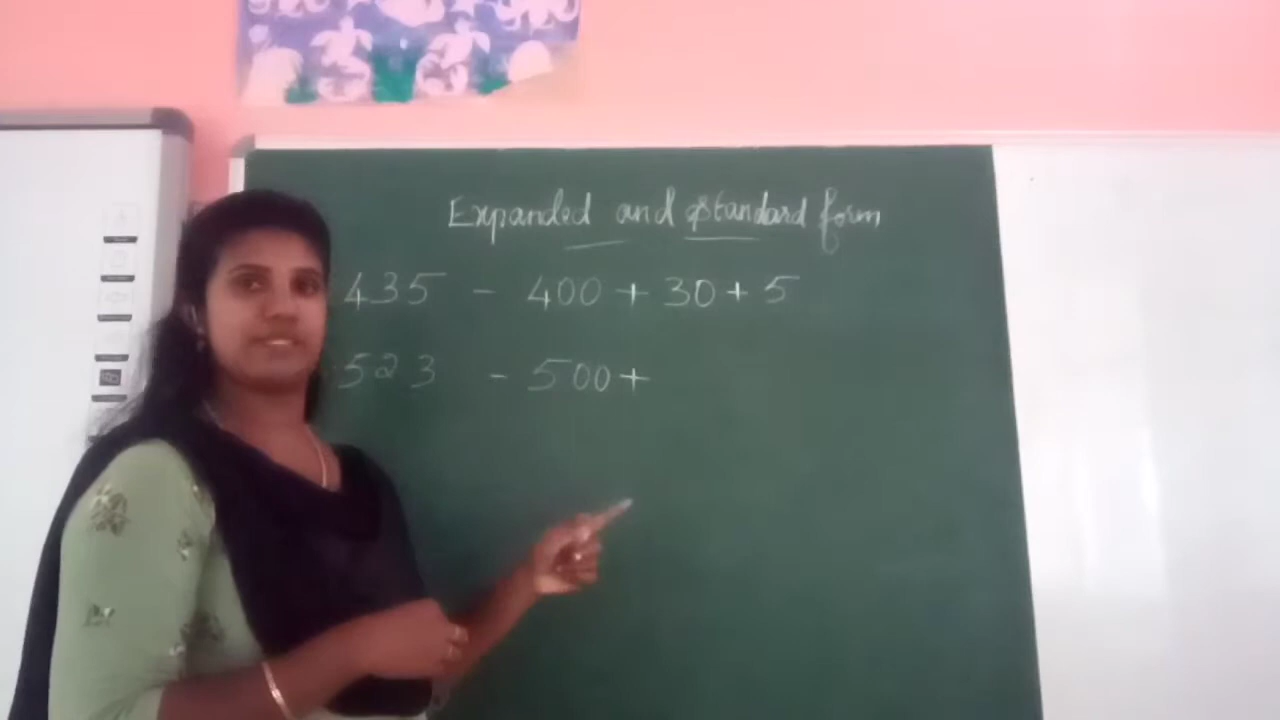 Expanded and standard form
435 - 400 + 30 + 5
523 - 500 +